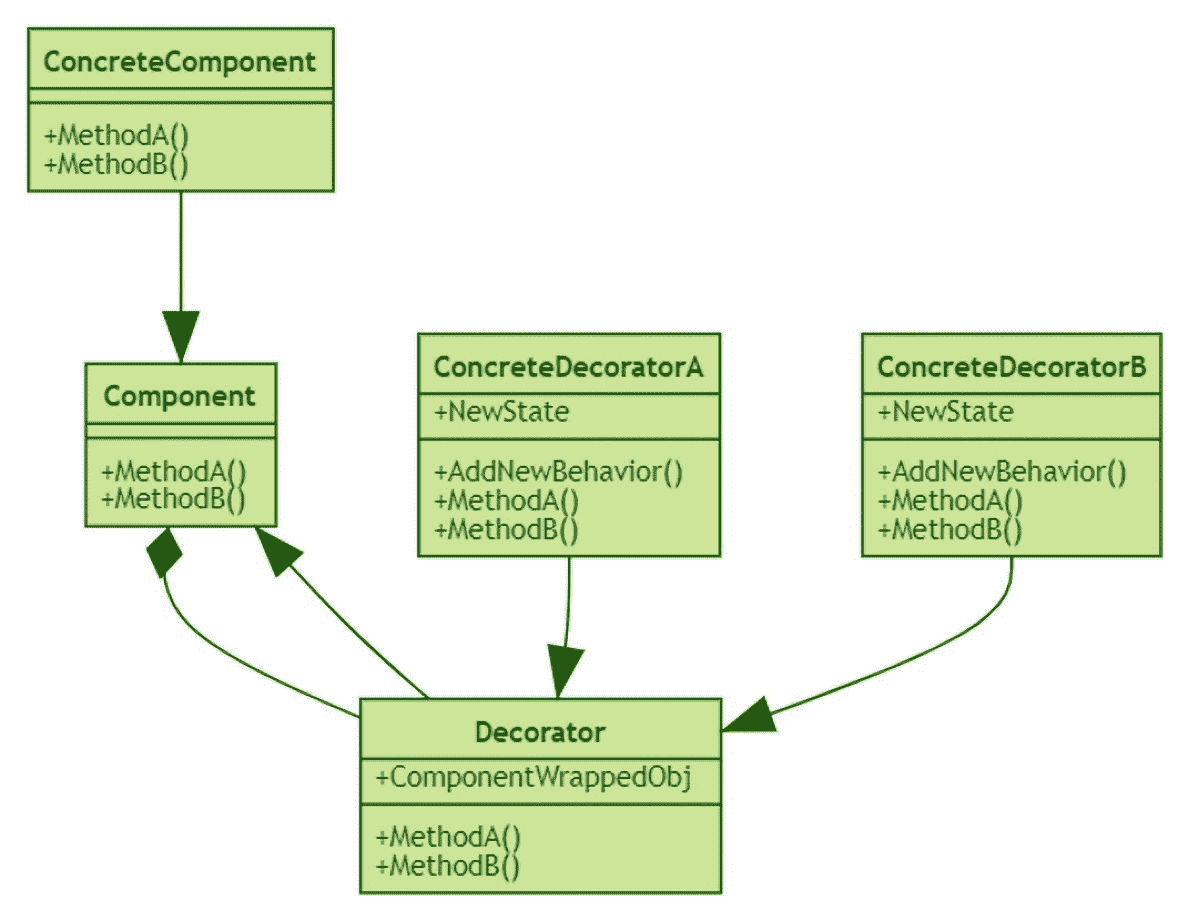 ConcreteComponent
+MethodA()
+MethodB()
Component
+MethodA()
+MethodB()
ConcreteDecoratorA
+NewState
+AddNewBehavior()
+MethodA()
+MethodB()
ConcreteDecoratorB
+NewState
+AddNewBehavior()
+MethodA()
+MethodB()
Decorator
+ComponentWrappedObj
+MethodA()
+MethodB()